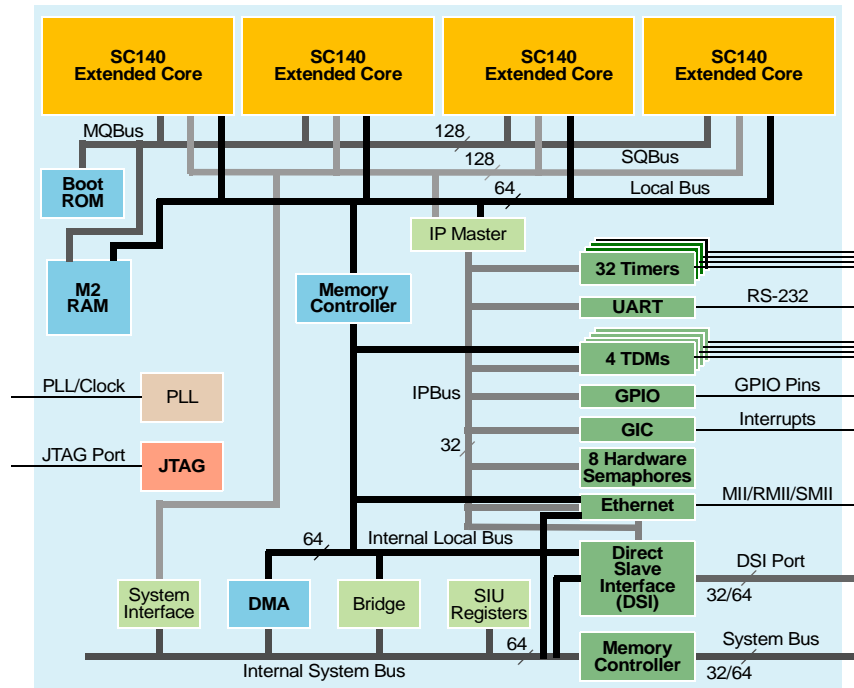 SC140
Extended Core
SC140
Extended Core
SC140
Extended Core
SC140
Extended Core
MQBus
128
128
SQBus
Boot
ROM
64
Local Bus
IP Master
M2
RAM
Memory
Controller
32 Timers
UART
RS-232
4 TDMs
PLL/Clock
PLL
IPBus
GPIO
GPIO Pins
GIC
Interrupts
JTAG Port
JTAG
32
8 Hardware
Semaphores
Ethernet
MII/RMII/SMII
64
Internal Local Bus
Direct
Slave
Interface
(DSI)
DSI Port
32/64
System
Interface
DMA
Bridge
SIU
Registers
64
Internal System Bus
Memory
Controller
System Bus
32/64